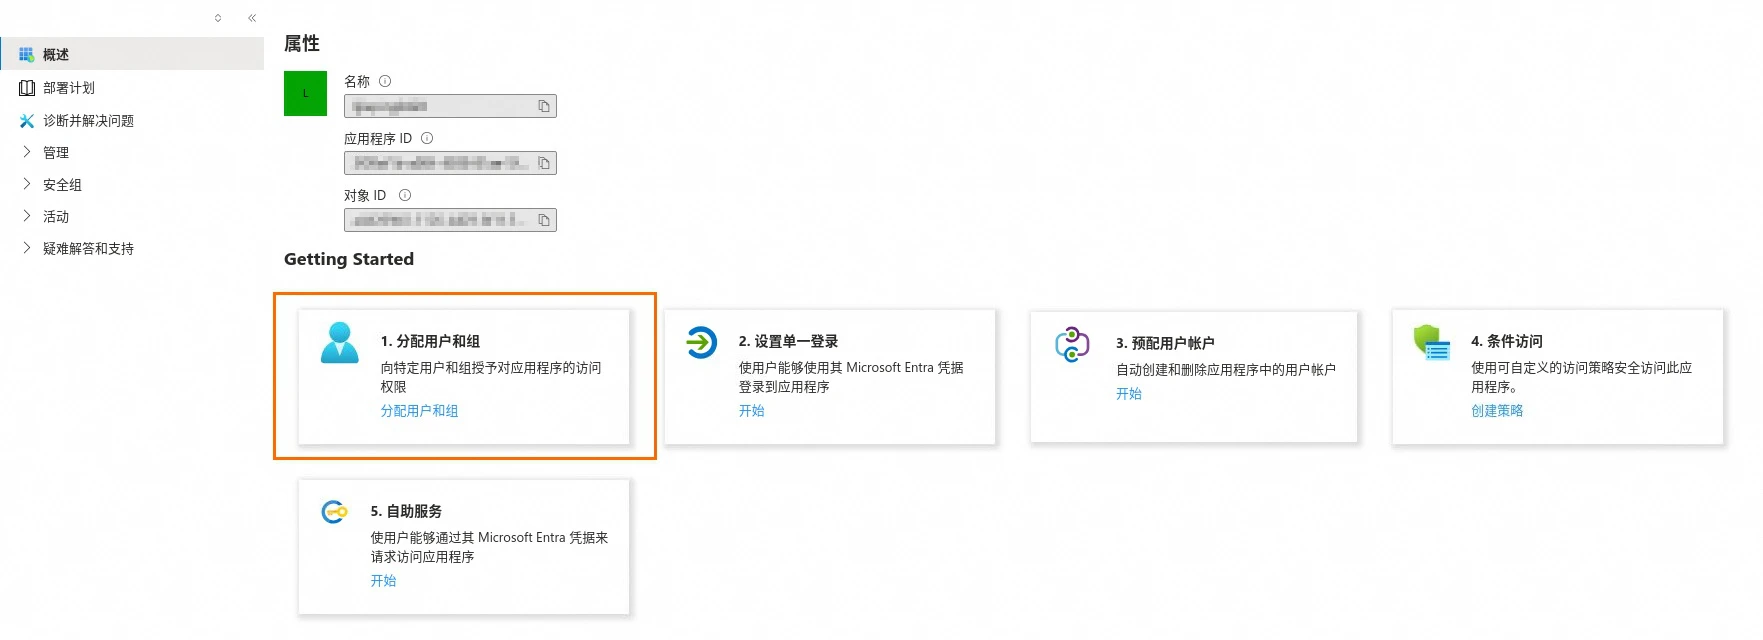 概述
部署计划
诊断并解决问题
管理
安全组
活动
疑难解答和支持
属性
L
名称
应用程序 ID
对象 ID
Getting Started
1. 分配用户和组
向特定用户和组授予对应用程序的访问
权限
分配用户和组
2. 设置单一登录
使用户能够使用其 Microsoft Entra 凭据
登录到应用程序
开始
3. 预配用户帐户
自动创建和删除应用程序中的用户帐户
开始
4. 条件访问
使用可自定义的访问策略安全访问此应
用程序。
创建策略
5. 自助服务
使用户能够通过其 Microsoft Entra 凭据来
请求访问应用程序
开始